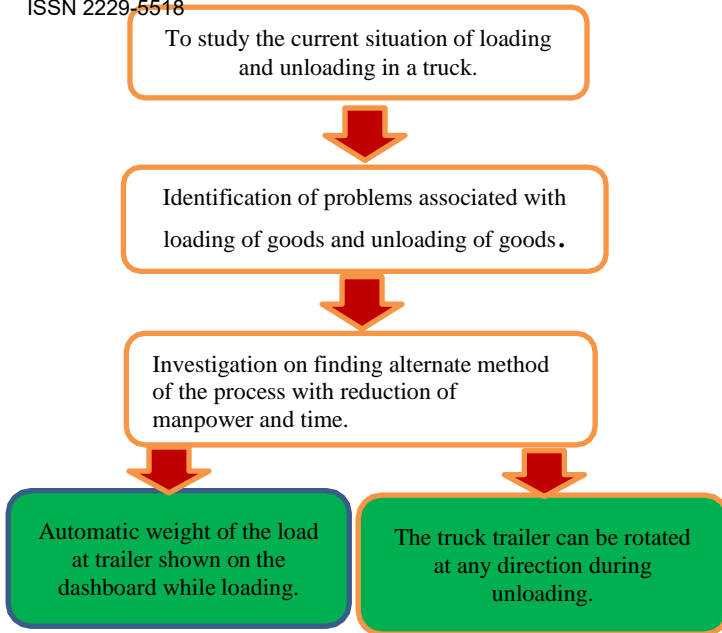 ISSN 2229-5518
To study the current situation of loading
and unloading in a truck.
Identification of problems associated with
loading of goods and unloading of goods.
Investigation on finding alternate method
of the process with reduction of
manpower and time.
Automatic weight of the load
at trailer shown on the
dashboard while loading.
The truck trailer can be rotated
at any direction during
unloading.